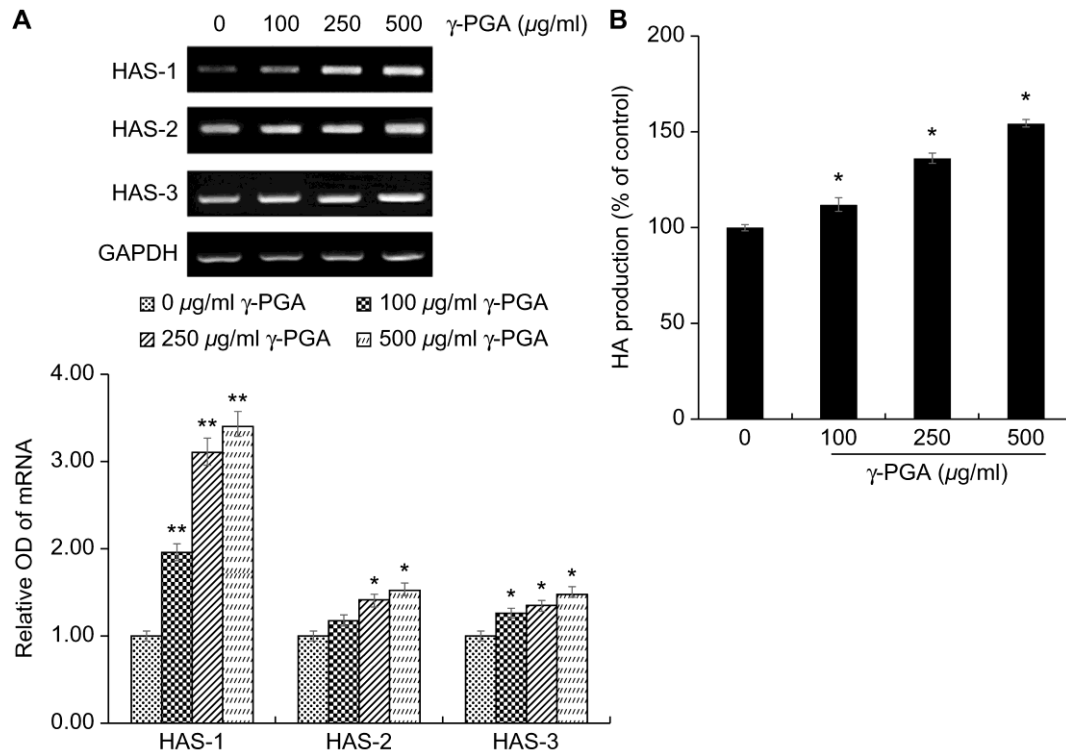 A
0 100 250 500 γ-PGA (µg/ml)
HAS-1
HAS-2
HAS-3
GAPDH
0 µg/ml γ-PGA 100 µg/ml γ-PGA
250 µg/ml γ-PGA 500 µg/ml γ-PGA
Relative OD of mRNA
4.00
3.00
2.00
1.00
0.00
** ** **
* *
* * *
HAS-1 HAS-2 HAS-3
B
HA production (% of control)
200
150
100
50
0
* * *
0 100 250 500
γ-PGA (µg/ml)